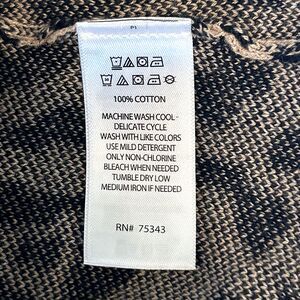 100% COTTON
MACHINE WASH COOL-
DELICATE CYCLE
WASH WITH LIKE COLORS
USE MILD DETERGENT
ONLY NON-CHLORINE
BLEACH WHEN NEEDED
TUMBLE DRY LOW
MEDIUM IRON IF NEEDED
RN# 75343